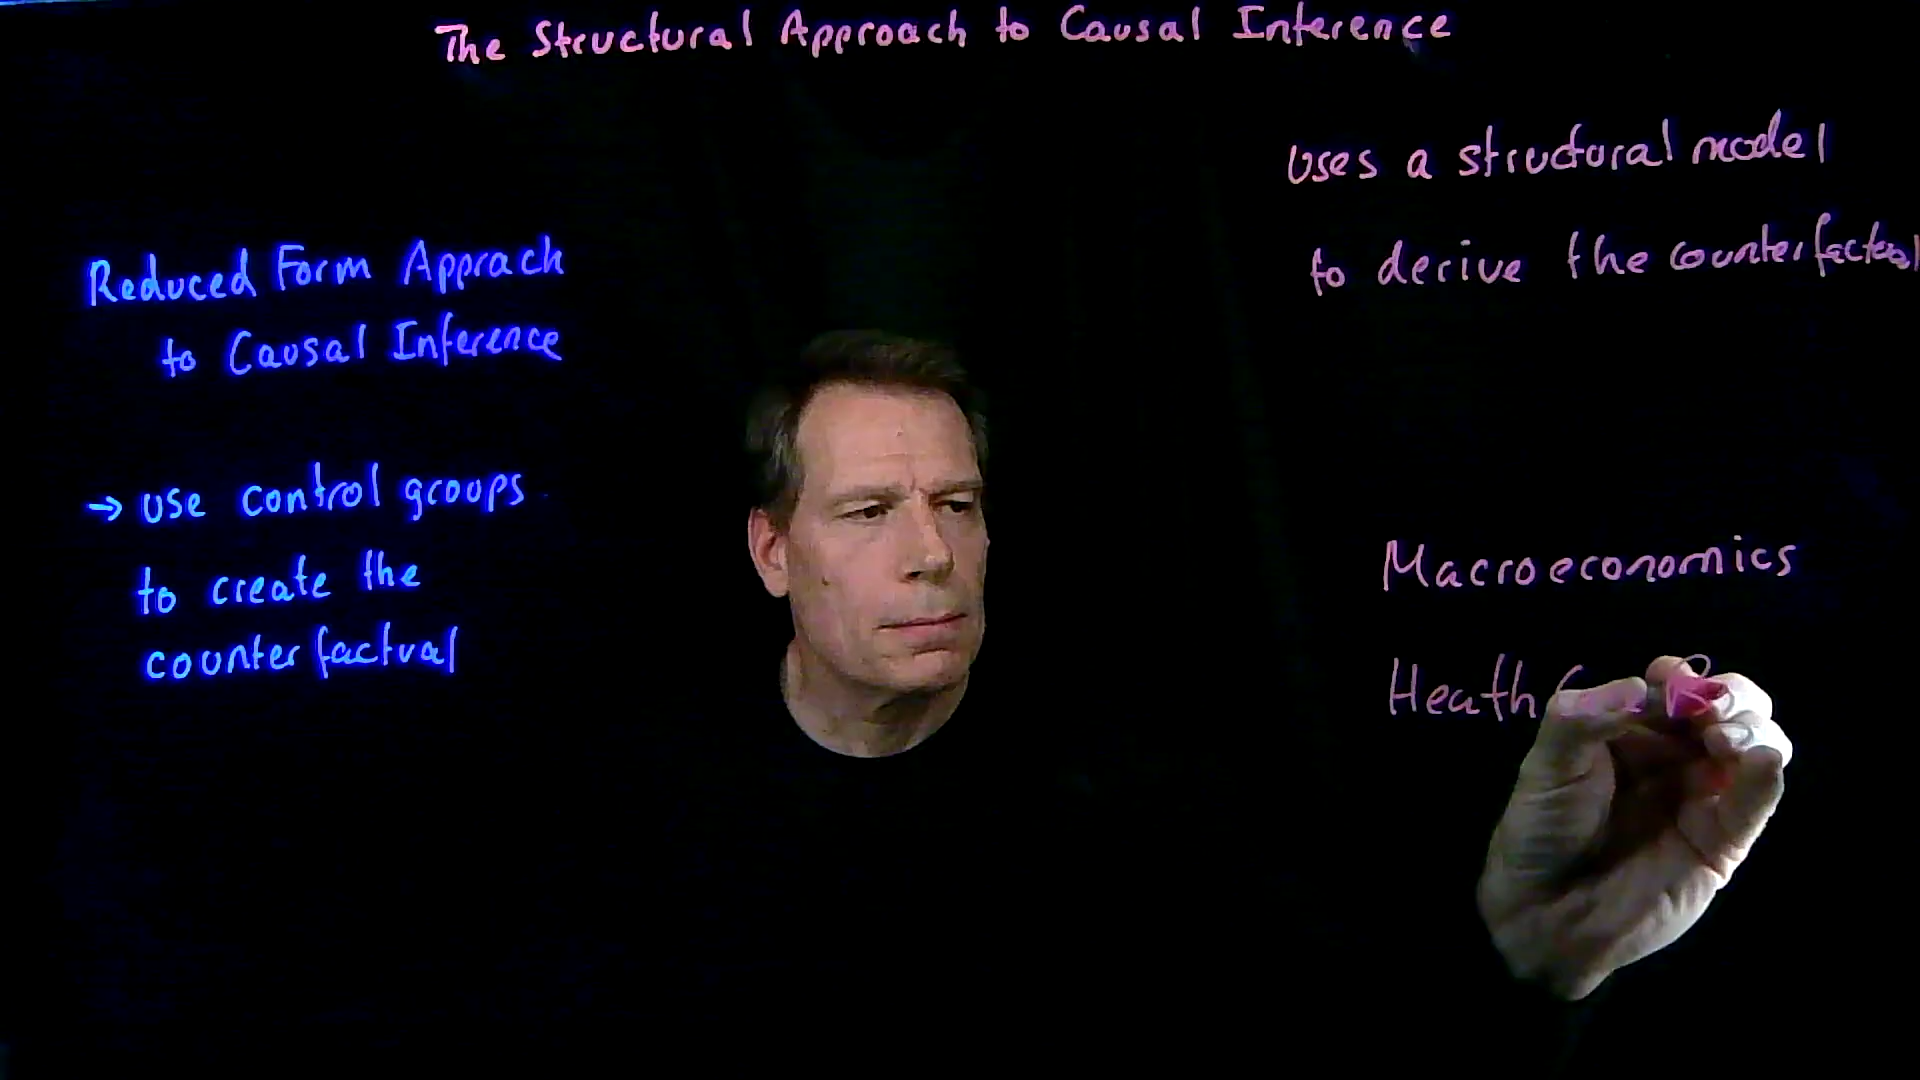 The Structural Approach to Causal Inference
Reduced Form Apprach
to Causal Inference
→ use control groups
to create the
counterfactual
uses a structural model
to derive the counterfactual
Macroeconomics
Heath